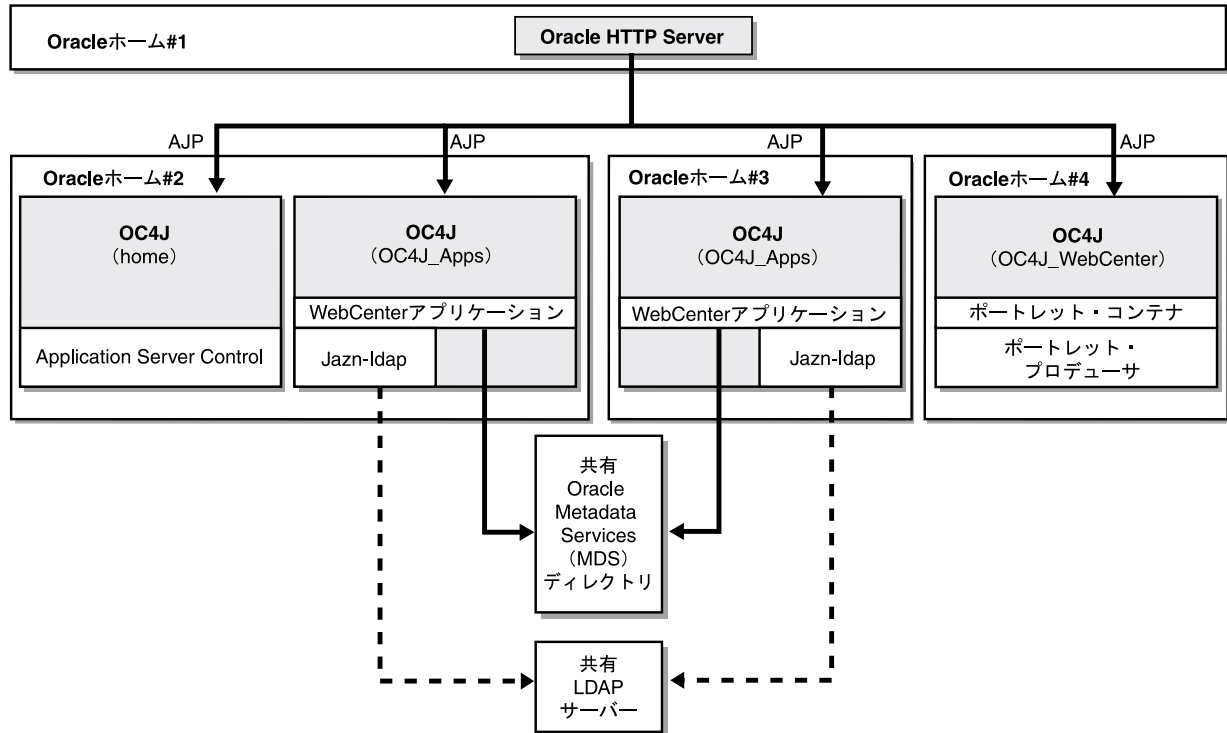 Oracleホーム#1
Oracle HTTP Server
AJP
AJP
AJP
AJP
Oracleホーム#2
OC4J
（home）
Application Server Control
OC4J
（OC4J_Apps）
WebCenterアプリケーション
Jazn-ldap
Oracleホーム#3
OC4J
（OC4J_Apps）
WebCenterアプリケーション
Jazn-ldap
Oracleホーム#4
OC4J
（OC4J_WebCenter）
ポートレット・コンテナ
ポートレット・
プロデューサ
共有
Oracle
Metadata
Services
（MDS）
ディレクトリ
共有
LDAP
サーバー